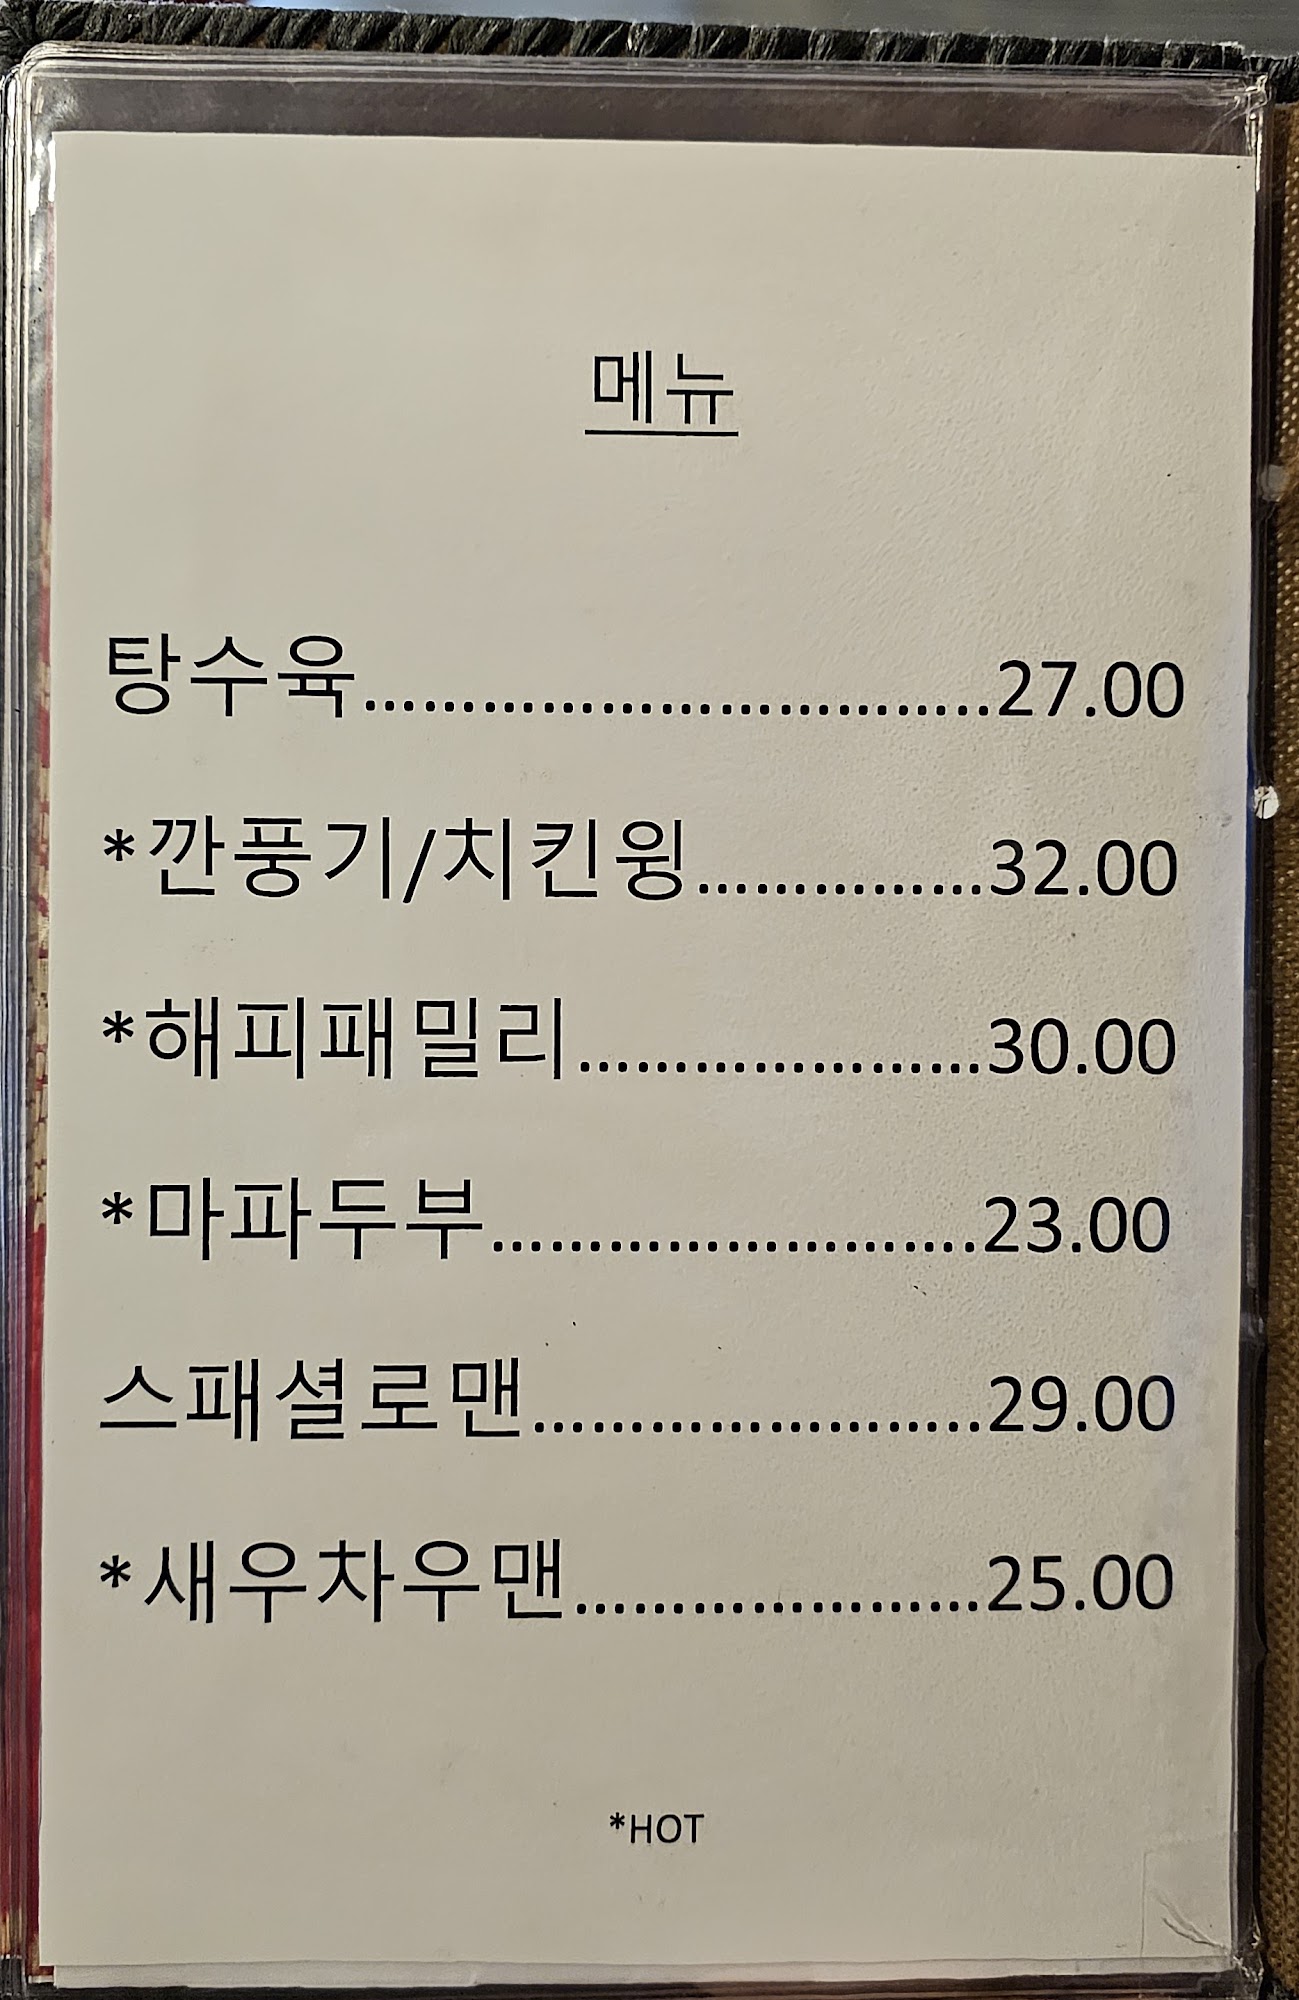 메뉴
탕수육................................27.00
*깐풍기/치킨윙...............32.00
*해피패밀리.....................30.00
*마파두부.........................23.00
스패셜로맨.......................29.00
*새우차우맨.....................25.00
*HOT